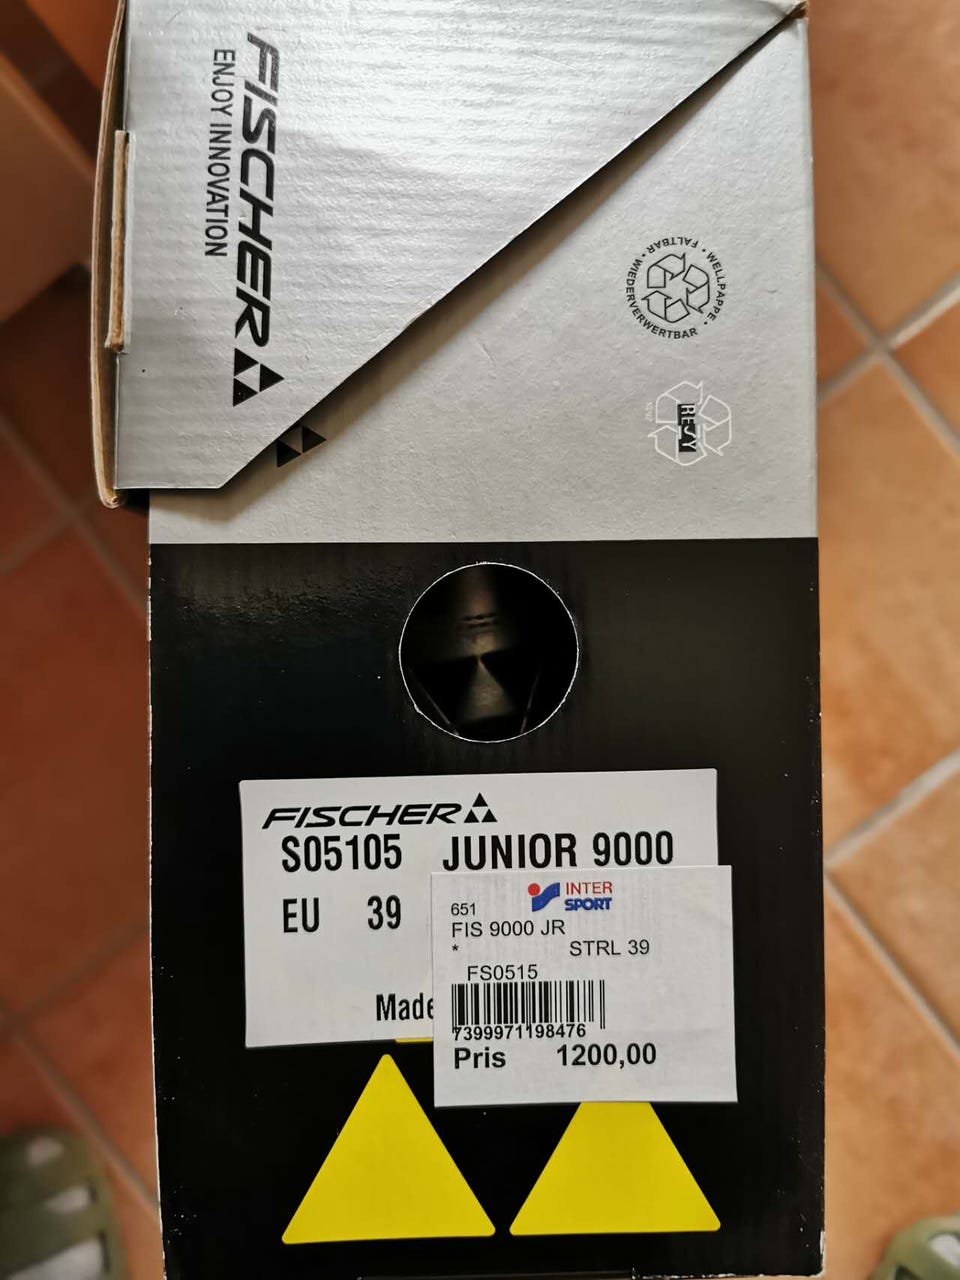 FISCHER
ENJOY INNOVATION
WELLPAPPE • WIEDERVERWERTBAR • FALTBAR •
RESY
FISCHER
S05105 JUNIOR 9000
EU 39
Made
INTER
SPORT
651
FIS 9000 JR
* STRL 39
FS0515
7399971198476
Pris 1200,00